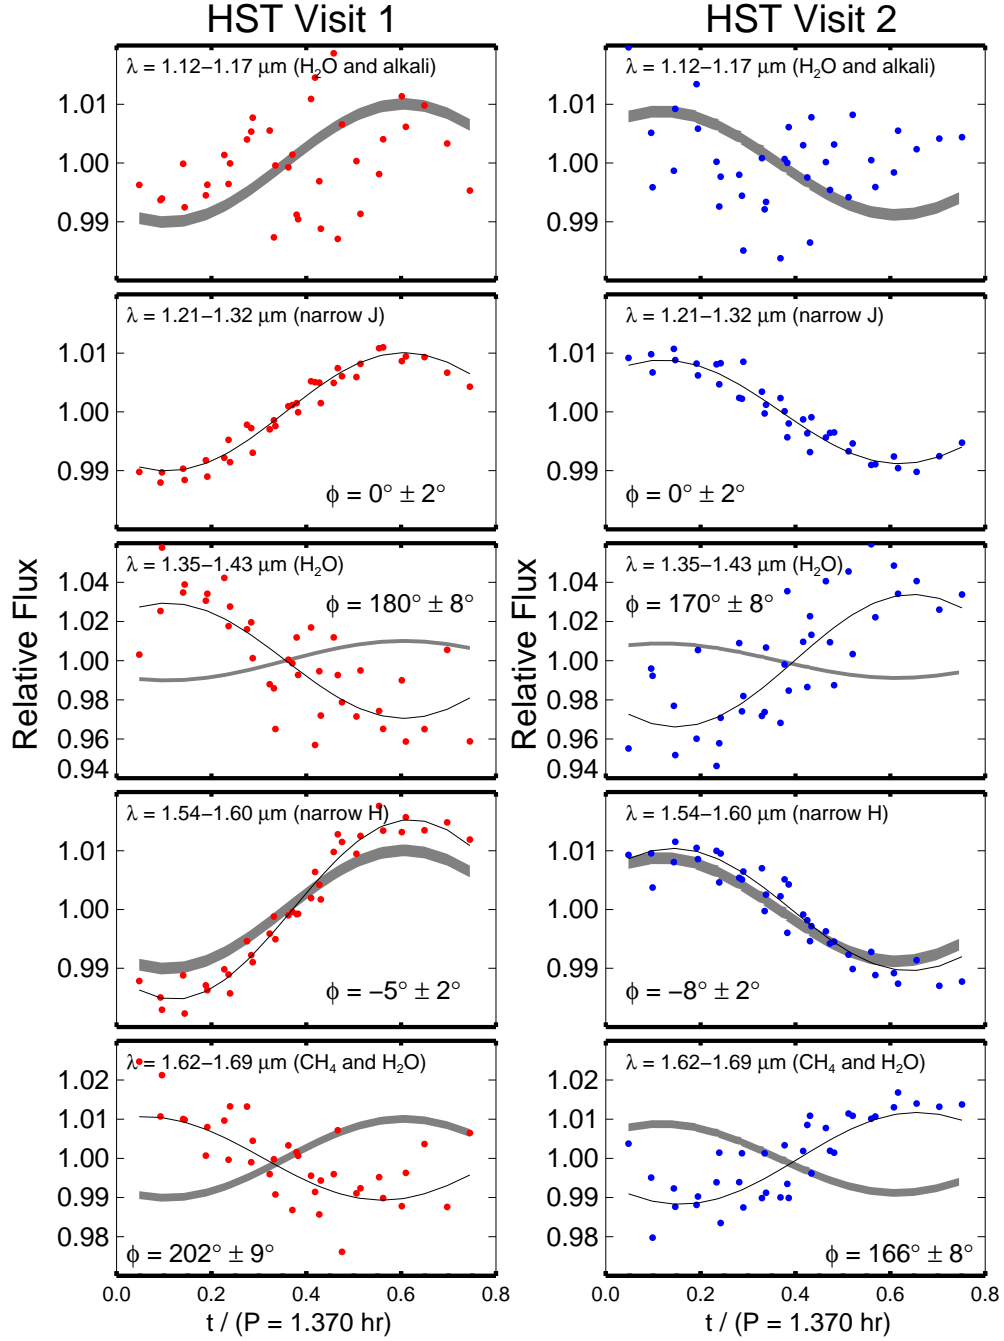 HST Visit 1
HST Visit 2
λ = 1.12−1.17 μm (H₂O and alkali)
1.01
1.00
0.99
λ = 1.12−1.17 μm (H₂O and alkali)
1.01
1.00
0.99
λ = 1.21−1.32 μm (narrow J)
1.01
1.00
0.99
ϕ = 0° ± 2°
λ = 1.21−1.32 μm (narrow J)
1.01
1.00
0.99
ϕ = 0° ± 2°
Relative Flux
λ = 1.35−1.43 μm (H₂O)
1.04
1.02
1.00
0.98
0.96
0.94
ϕ = 180° ± 8°
Relative Flux
λ = 1.35−1.43 μm (H₂O)
1.04
1.02
1.00
0.98
0.96
0.94
ϕ = 170° ± 8°
λ = 1.54−1.60 μm (narrow H)
1.01
1.00
0.99
ϕ = −5° ± 2°
λ = 1.54−1.60 μm (narrow H)
1.01
1.00
0.99
ϕ = −8° ± 2°
λ = 1.62−1.69 μm (CH₄ and H₂O)
1.02
1.01
1.00
0.99
0.98
ϕ = 202° ± 9°
0.0 0.2 0.4 0.6 0.8
t / (P = 1.370 hr)
λ = 1.62−1.69 μm (CH₄ and H₂O)
1.02
1.01
1.00
0.99
0.98
ϕ = 166° ± 8°
0.0 0.2 0.4 0.6 0.8
t / (P = 1.370 hr)